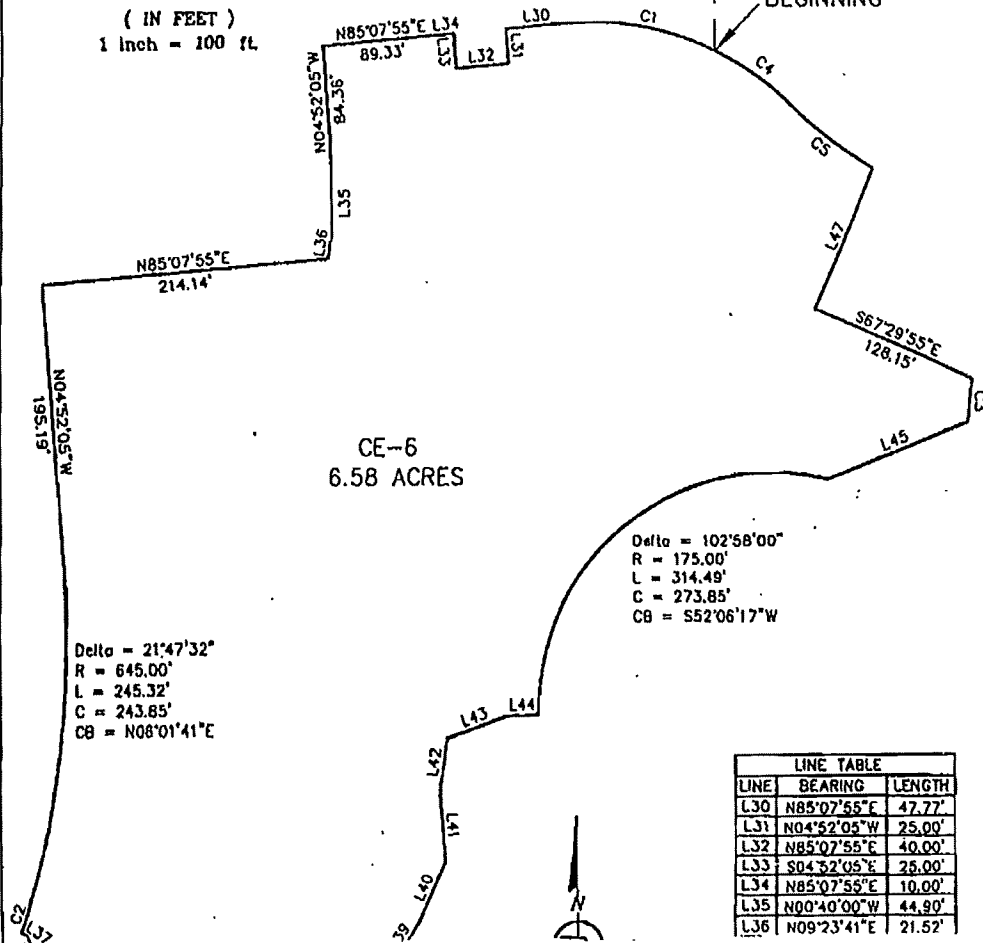 ( IN FEET )
1 inch = 100 ft.
BEGINNING
N85°07'55"E L34
89.33'
L33
L32
L31
L30
C1
C4
C5
N04°52'05"W
84.36'
L35
L36
N85°07'55"E
214.14'
L47
S67°29'55"E
128.15'
C3
L45
N04°52'05"W
195.19'
CE-6
6.58 ACRES
Delta = 102°58'00"
R = 175.00'
L = 314.49'
C = 273.85'
CB = S52°06'17"W
Delta = 21°47'32"
R = 645.00'
L = 245.32'
C = 243.85'
CB = N08°01'41"E
L44
L43
L42
L41
L40
39
C2
L37
N
LINE TABLE
LINE BEARING LENGTH
L30 N85°07'55"E 47.77'
L31 N04°52'05"W 25.00'
L32 N85°07'55"E 40.00'
L33 S04°52'05"E 25.00'
L34 N85°07'55"E 10.00'
L35 N00°40'00"W 44.90'
L36 N09°23'41"E 21.52'